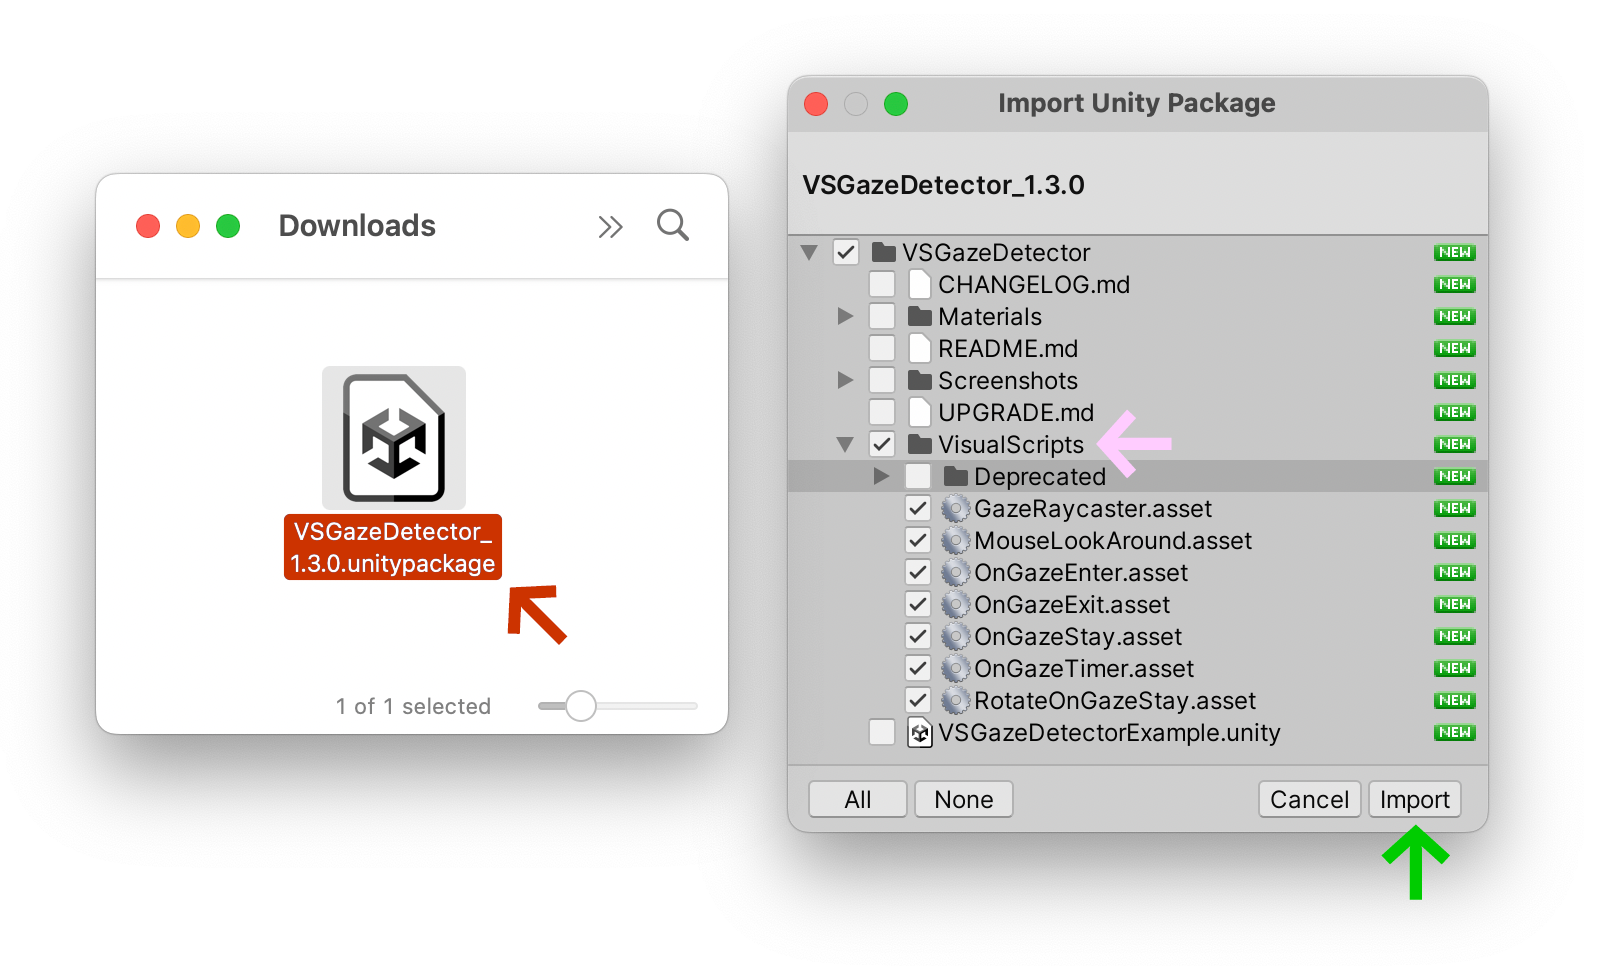 Downloads
VSGazeDetector_
1.3.0.unitypackage
1 of 1 selected
Import Unity Package
VSGazeDetector_1.3.0
VSGazeDetector NEW
CHANGELOG.md NEW
Materials NEW
README.md NEW
Screenshots NEW
UPGRADE.md NEW
VisualScripts NEW
Deprecated NEW
GazeRaycaster.asset NEW
MouseLookAround.asset NEW
OnGazeEnter.asset NEW
OnGazeExit.asset NEW
OnGazeStay.asset NEW
OnGazeTimer.asset NEW
RotateOnGazeStay.asset NEW
VSGazeDetectorExample.unity NEW
All None Cancel Import